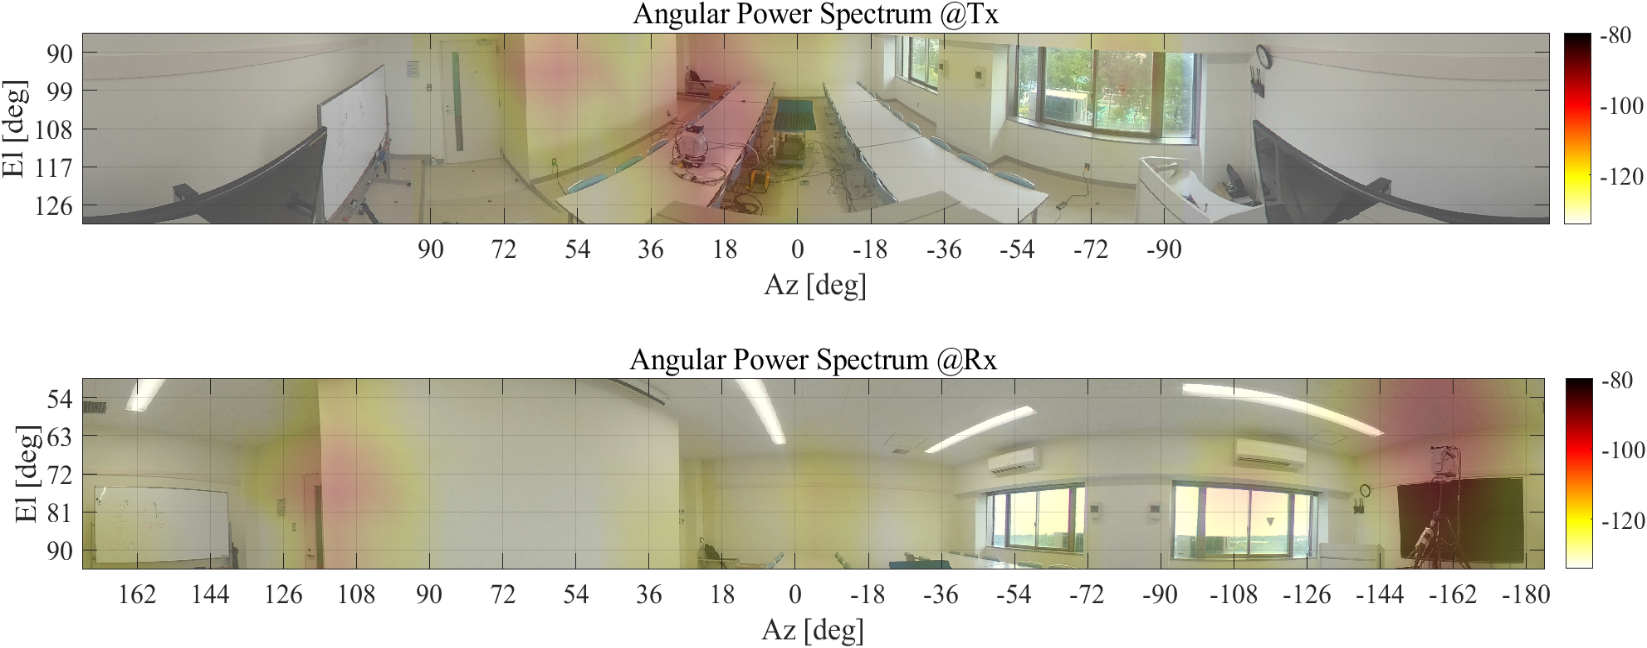 Angular Power Spectrum @Tx
El [deg]
90
99
108
117
126
90 72 54 36 18 0 -18 -36 -54 -72 -90
Az [deg]
-80
-100
-120
Angular Power Spectrum @Rx
El [deg]
54
63
72
81
90
162 144 126 108 90 72 54 36 18 0 -18 -36 -54 -72 -90 -108 -126 -144 -162 -180
Az [deg]
-80
-100
-120